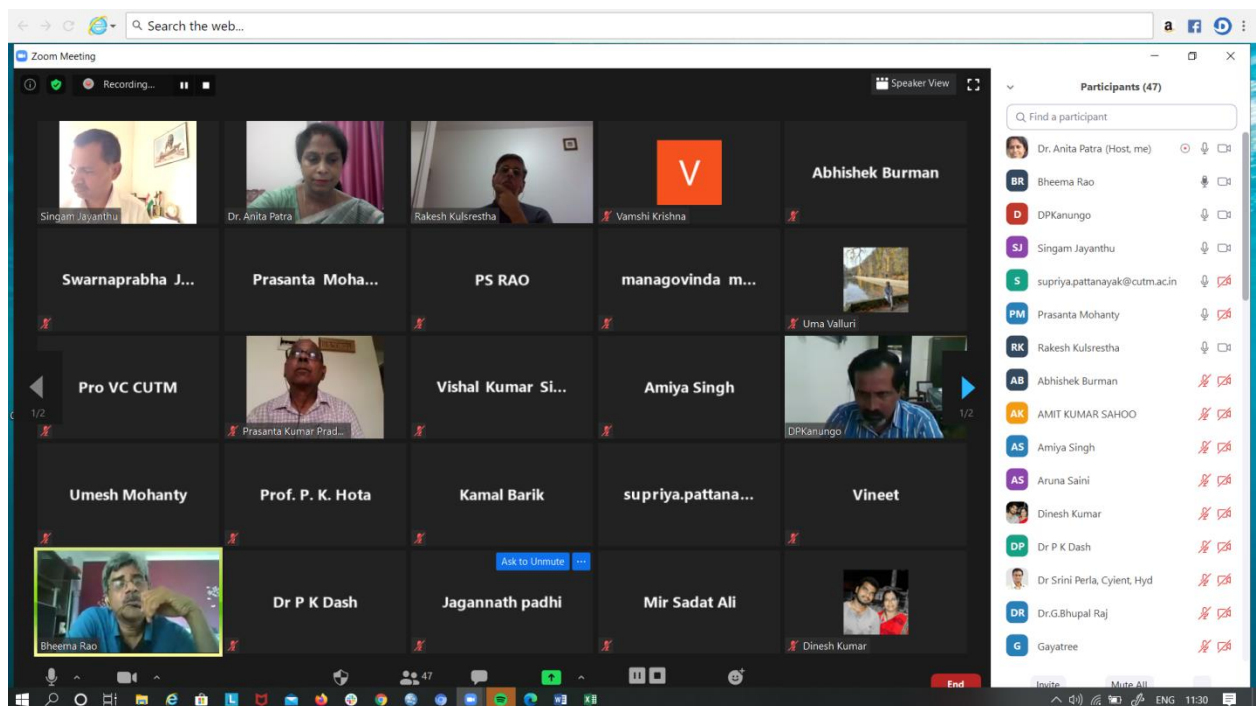 Search the web...
Zoom Meeting
Recording...
Speaker View
Singam Jayanthu
Dr. Anita Patra
Rakesh Kulsrestha
V
Vamshi Krishna
Abhishek Burman
Swarnaprabha J...
Prasanta Moha...
PS RAO
managovinda m...
Uma Valluri
Pro VC CUTM
Prasanta Kumar Prad...
Vishal Kumar Si...
Amiya Singh
DPKanungo
1/2
1/2
Umesh Mohanty
Prof. P. K. Hota
Kamal Barik
supriya.pattana...
Vineet
Bheema Rao
Dr P K Dash
Ask to Unmute
Jagannath padhi
Mir Sadat Ali
Dinesh Kumar
47
End
Participants (47)
Find a participant
Dr. Anita Patra (Host, me)
BR Bheema Rao
D DPKanungo
SJ Singam Jayanthu
S supriya.pattanayak@cutm.ac.in
PM Prasanta Mohanty
RK Rakesh Kulsrestha
AB Abhishek Burman
AK AMIT KUMAR SAHOO
AS Amiya Singh
AS Aruna Saini
Dinesh Kumar
DP Dr P K Dash
Dr Srini Perla, Cyient, Hyd
DR Dr.G.Bhupal Raj
G Gayatree
Invite
Mute All
ENG 11:30